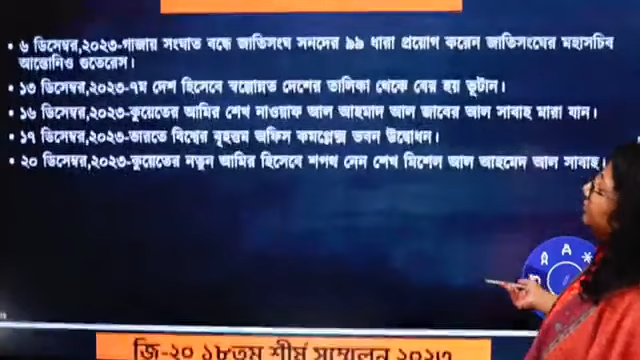 • ৬ ডিসেম্বর,২০২৩-গাজায় সংঘাত বন্ধে জাতিসংঘ সনদের ৯৯ ধারা প্রয়োগ করেন জাতিসংঘের মহাসচিব
আন্তোনিও গুতেরেস।
• ১৩ ডিসেম্বর,২০২৩-৭ম দেশ হিসেবে স্বল্পোন্নত দেশের তালিকা থেকে বের হয় ভুটান।
• ১৬ ডিসেম্বর,২০২৩-কুয়েতের আমির শেখ নাওয়াফ আল আহমাদ আল জাবের আল সাবাহ মারা যান।
• ১৭ ডিসেম্বর,২০২৩-ভারতে বিশ্বের বৃহত্তম অফিস কমপ্লেক্স ভবন উদ্বোধন।
• ২০ ডিসেম্বর,২০২৩-কুয়েতের নতুন আমির হিসেবে শপথ নেন শেখ মিশেল আল আহমেদ আল সাবাহ।
জি-২০ ১৮তম শীর্ষ সম্মেলন ২০২৩